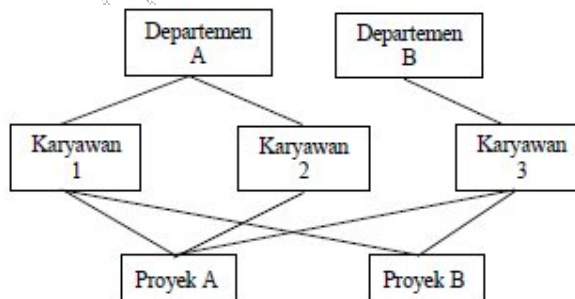 Departemen
A
Departemen
B
Karyawan
1
Karyawan
2
Karyawan
3
Proyek A
Proyek B